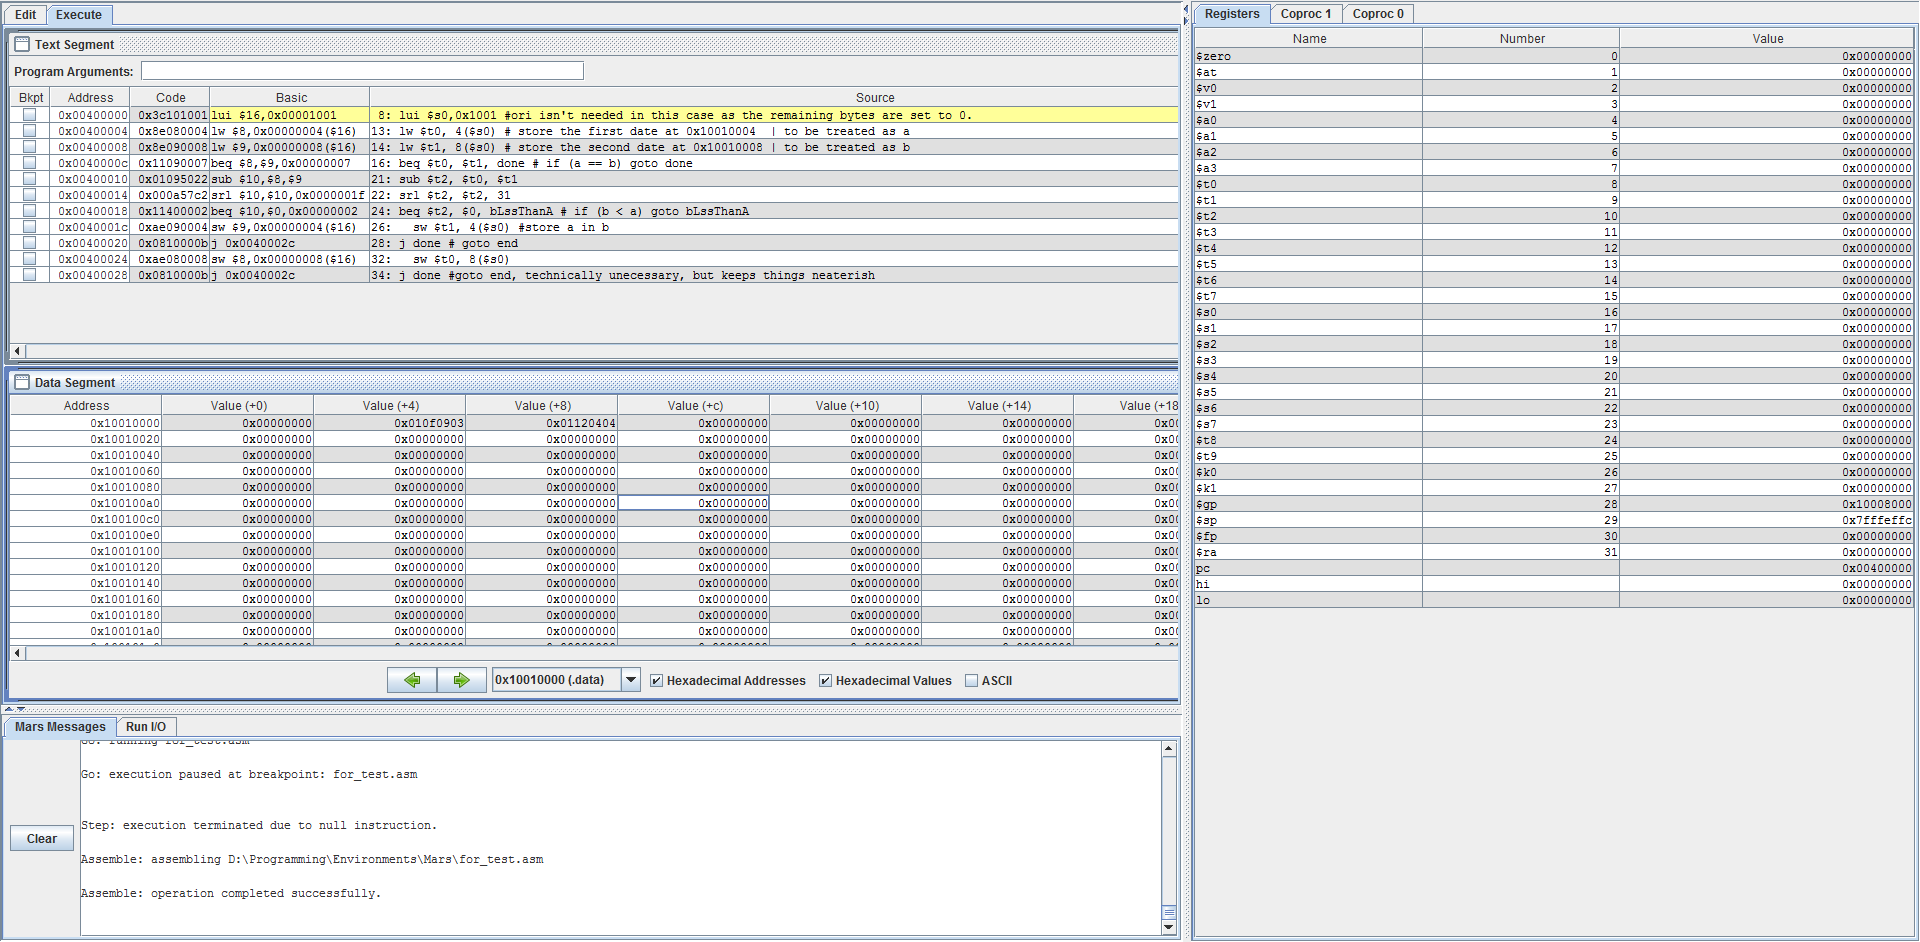 Edit Execute
Text Segment
Program Arguments:
Bkpt Address Code Basic Source
0x00400000 0x3c101001 lui $16,0x00001001 8: lui $s0,0x1001 #ori isn't needed in this case as the remaining bytes are set to 0.
0x00400004 0x8e080004 lw $8,0x00000004($16) 13: lw $t0, 4($s0) # store the first date at 0x10010004 | to be treated as a
0x00400008 0x8e090008 lw $9,0x00000008($16) 14: lw $t1, 8($s0) # store the second date at 0x10010008 | to be treated as b
0x0040000c 0x11090007 beq $8,$9,0x00000007 16: beq $t0, $t1, done # if (a == b) goto done
0x00400010 0x01095022 sub $10,$8,$9 21: sub $t2, $t0, $t1
0x00400014 0x000a57c2 srl $10,$10,0x0000001f 22: srl $t2, $t2, 31
0x00400018 0x11400002 beq $10,$0,0x00000002 24: beq $t2, $0, bLssThanA # if (b < a) goto bLssThanA
0x0040001c 0xae090004 sw $9,0x00000004($16) 26: sw $t1, 4($s0) #store a in b
0x00400020 0x0810000b j 0x0040002c 28: j done # goto end
0x00400024 0xae080008 sw $8,0x00000008($16) 32: sw $t0, 8($s0)
0x00400028 0x0810000b j 0x0040002c 34: j done #goto end, technically unecessary, but keeps things neaterish
Data Segment
Address Value (+0) Value (+4) Value (+8) Value (+c) Value (+10) Value (+14) Value (+18
0x10010000 0x00000000 0x010f0903 0x01120404 0x00000000 0x00000000 0x00000000 0x00
0x10010020 0x00000000 0x00000000 0x00000000 0x00000000 0x00000000 0x00000000 0x00
0x10010040 0x00000000 0x00000000 0x00000000 0x00000000 0x00000000 0x00000000 0x00
0x10010060 0x00000000 0x00000000 0x00000000 0x00000000 0x00000000 0x00000000 0x00
0x10010080 0x00000000 0x00000000 0x00000000 0x00000000 0x00000000 0x00000000 0x00
0x100100a0 0x00000000 0x00000000 0x00000000 0x00000000 0x00000000 0x00000000 0x00
0x100100c0 0x00000000 0x00000000 0x00000000 0x00000000 0x00000000 0x00000000 0x00
0x100100e0 0x00000000 0x00000000 0x00000000 0x00000000 0x00000000 0x00000000 0x00
0x10010100 0x00000000 0x00000000 0x00000000 0x00000000 0x00000000 0x00000000 0x00
0x10010120 0x00000000 0x00000000 0x00000000 0x00000000 0x00000000 0x00000000 0x00
0x10010140 0x00000000 0x00000000 0x00000000 0x00000000 0x00000000 0x00000000 0x00
0x10010160 0x00000000 0x00000000 0x00000000 0x00000000 0x00000000 0x00000000 0x00
0x10010180 0x00000000 0x00000000 0x00000000 0x00000000 0x00000000 0x00000000 0x00
0x100101a0 0x00000000 0x00000000 0x00000000 0x00000000 0x00000000 0x00000000 0x00
0x10010000 (.data) Hexadecimal Addresses Hexadecimal Values ASCII
Mars Messages Run I/O
Go: running for_test.asm
Go: execution paused at breakpoint: for_test.asm
Step: execution terminated due to null instruction.
Clear
Assemble: assembling D:\Programming\Environments\Mars\for_test.asm
Assemble: operation completed successfully.
Registers Coproc 1 Coproc 0
Name Number Value
$zero 0 0x00000000
$at 1 0x00000000
$v0 2 0x00000000
$v1 3 0x00000000
$a0 4 0x00000000
$a1 5 0x00000000
$a2 6 0x00000000
$a3 7 0x00000000
$t0 8 0x00000000
$t1 9 0x00000000
$t2 10 0x00000000
$t3 11 0x00000000
$t4 12 0x00000000
$t5 13 0x00000000
$t6 14 0x00000000
$t7 15 0x00000000
$s0 16 0x00000000
$s1 17 0x00000000
$s2 18 0x00000000
$s3 19 0x00000000
$s4 20 0x00000000
$s5 21 0x00000000
$s6 22 0x00000000
$s7 23 0x00000000
$t8 24 0x00000000
$t9 25 0x00000000
$k0 26 0x00000000
$k1 27 0x00000000
$gp 28 0x10008000
$sp 29 0x7fffeffc
$fp 30 0x00000000
$ra 31 0x00000000
pc 0x00400000
hi 0x00000000
lo 0x00000000